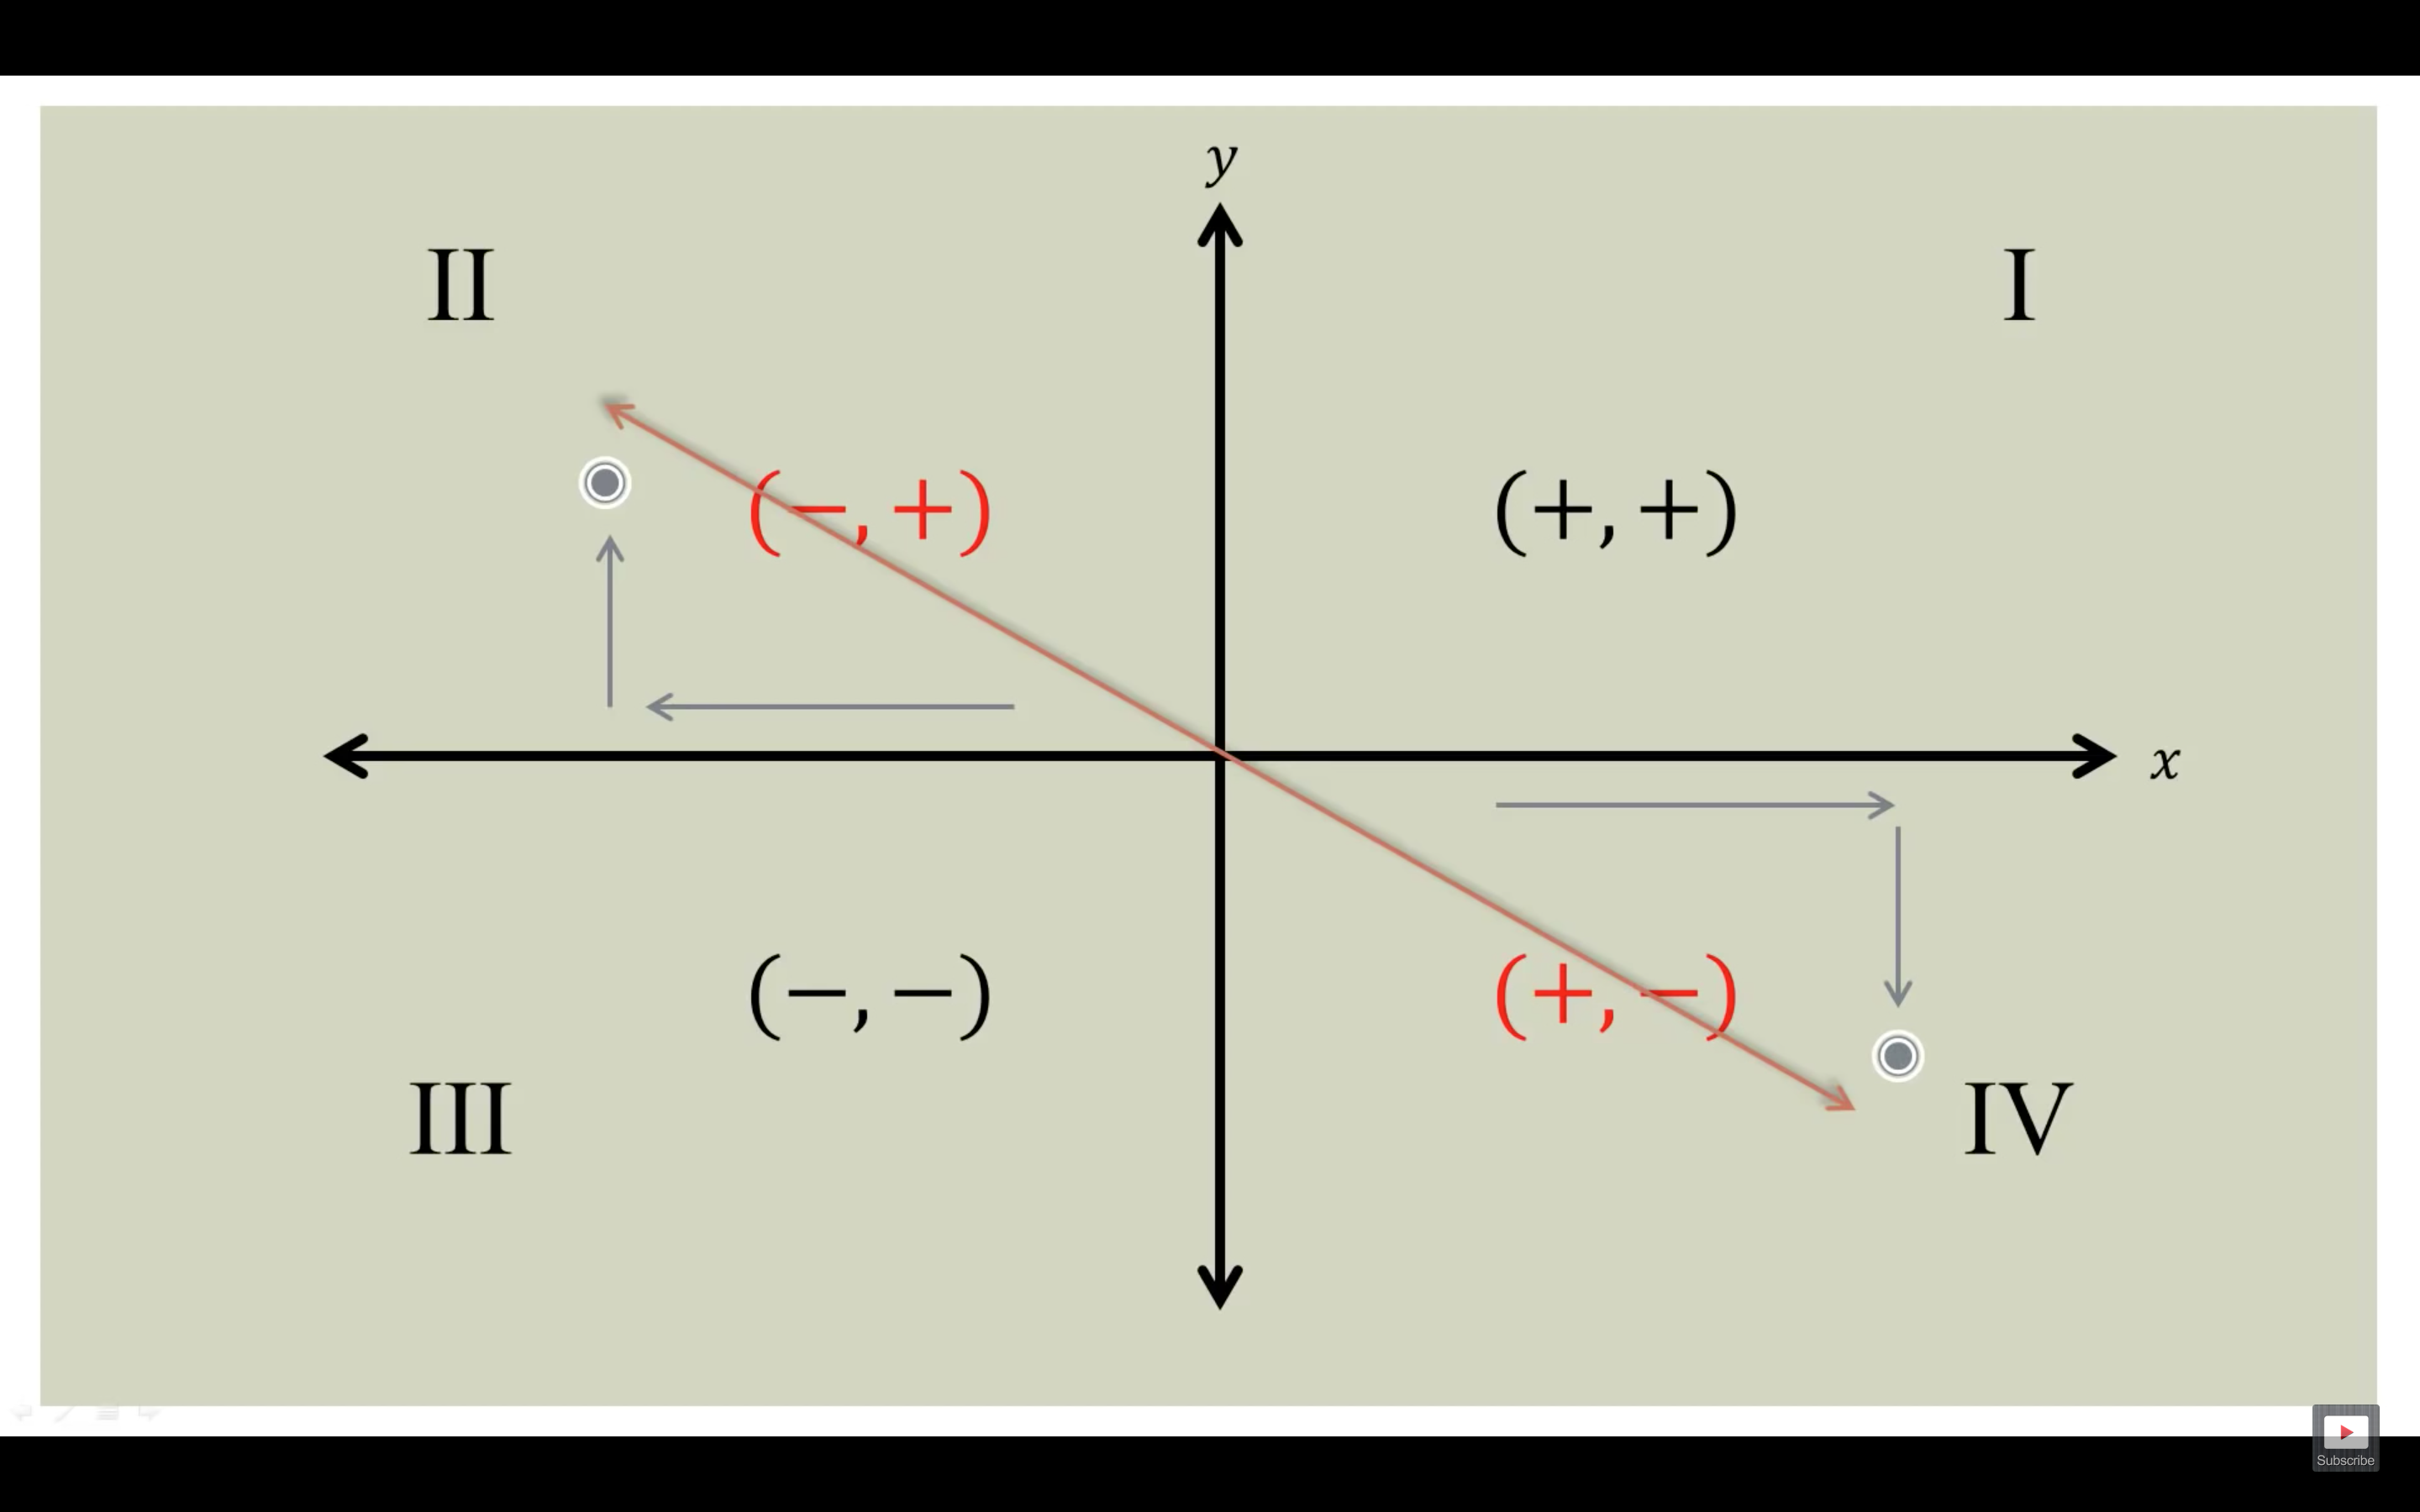 y
II
I
(−, +)
(+, +)
x
(−, −)
(+, −)
III
IV
Subscribe